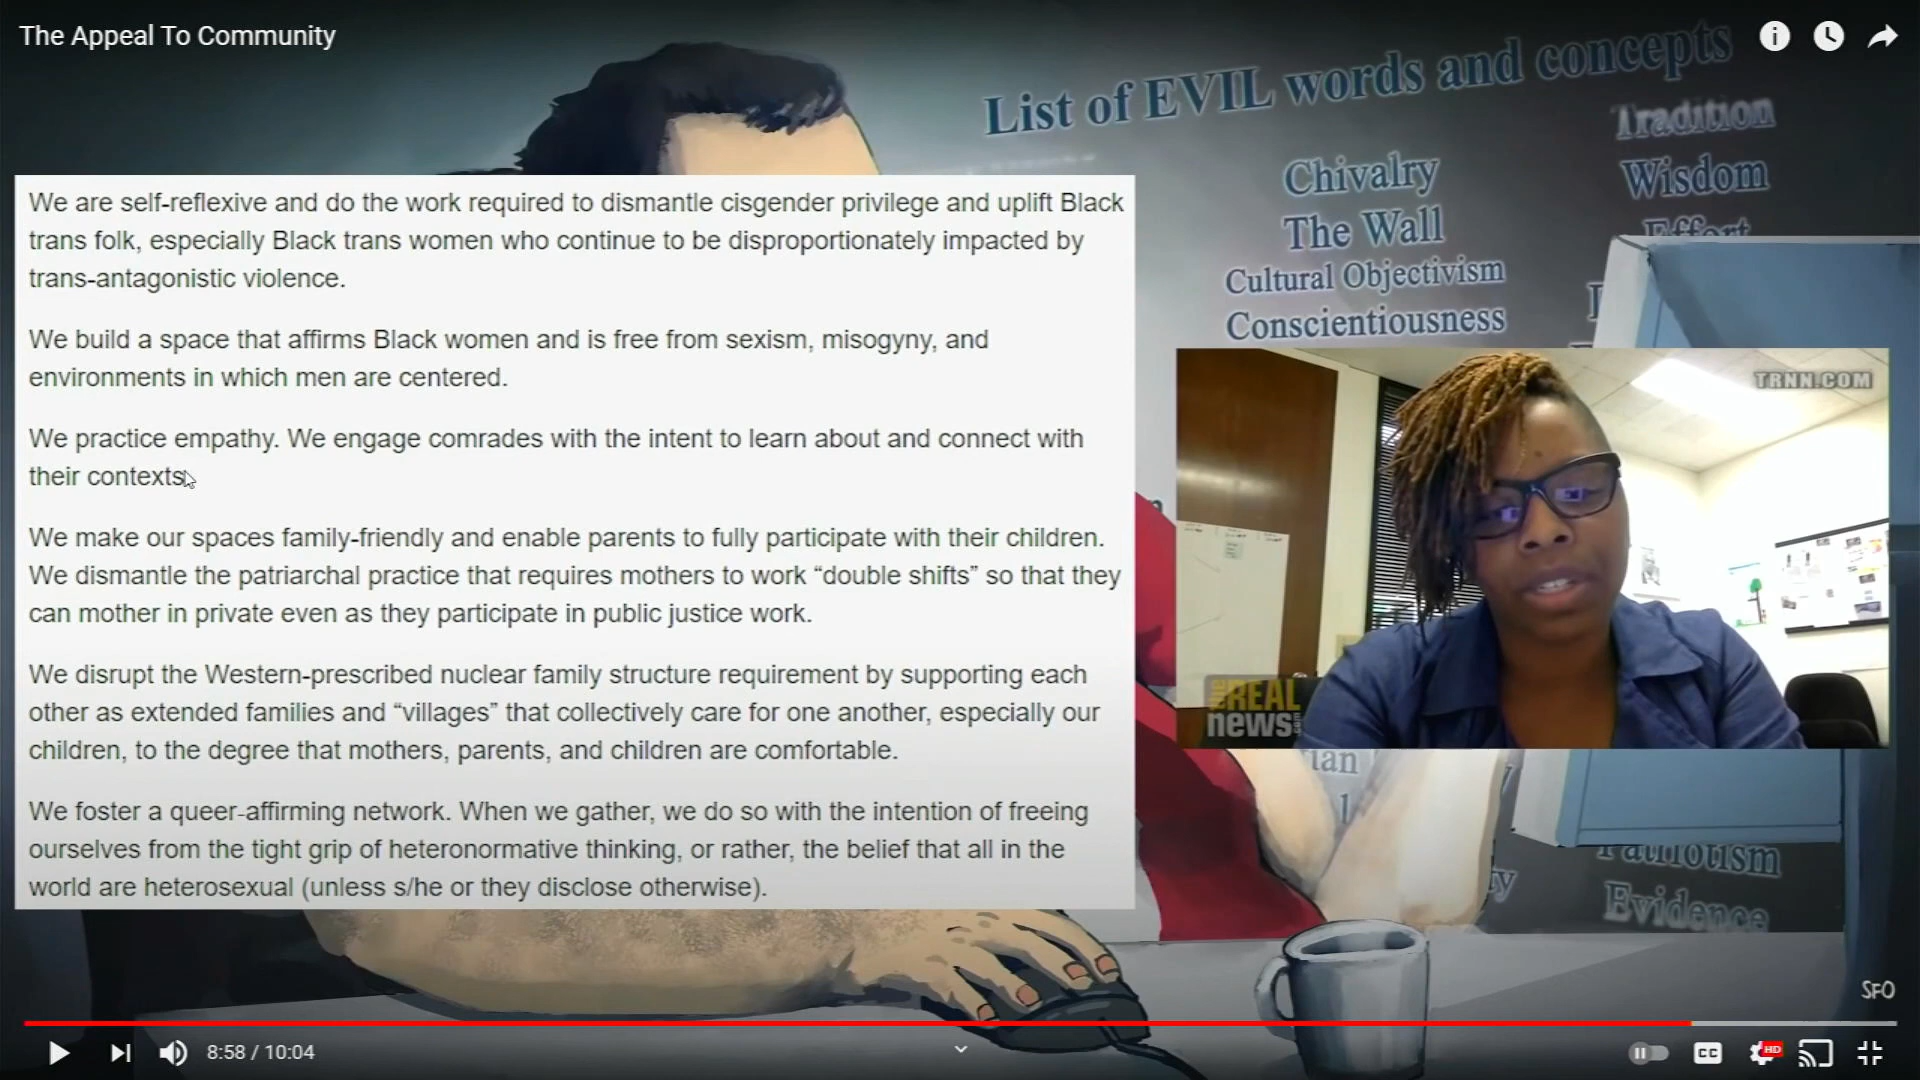 The Appeal To Community
List of EVIL words and concepts
Tradition
Chivalry
Wisdom
The Wall
Effort
Cultural Objectivism
Conscientiousness
We are self-reflexive and do the work required to dismantle cisgender privilege and uplift Black
trans folk, especially Black trans women who continue to be disproportionately impacted by
trans-antagonistic violence.
We build a space that affirms Black women and is free from sexism, misogyny, and
environments in which men are centered.
We practice empathy. We engage comrades with the intent to learn about and connect with
their contexts.
We make our spaces family-friendly and enable parents to fully participate with their children.
We dismantle the patriarchal practice that requires mothers to work “double shifts” so that they
can mother in private even as they participate in public justice work.
We disrupt the Western-prescribed nuclear family structure requirement by supporting each
other as extended families and “villages” that collectively care for one another, especially our
children, to the degree that mothers, parents, and children are comfortable.
We foster a queer-affirming network. When we gather, we do so with the intention of freeing
ourselves from the tight grip of heteronormative thinking, or rather, the belief that all in the
world are heterosexual (unless s/he or they disclose otherwise).
TRNN.COM
the REAL
news.com
Patriotism
Evidence
SFO
8:58 / 10:04
CC
HD